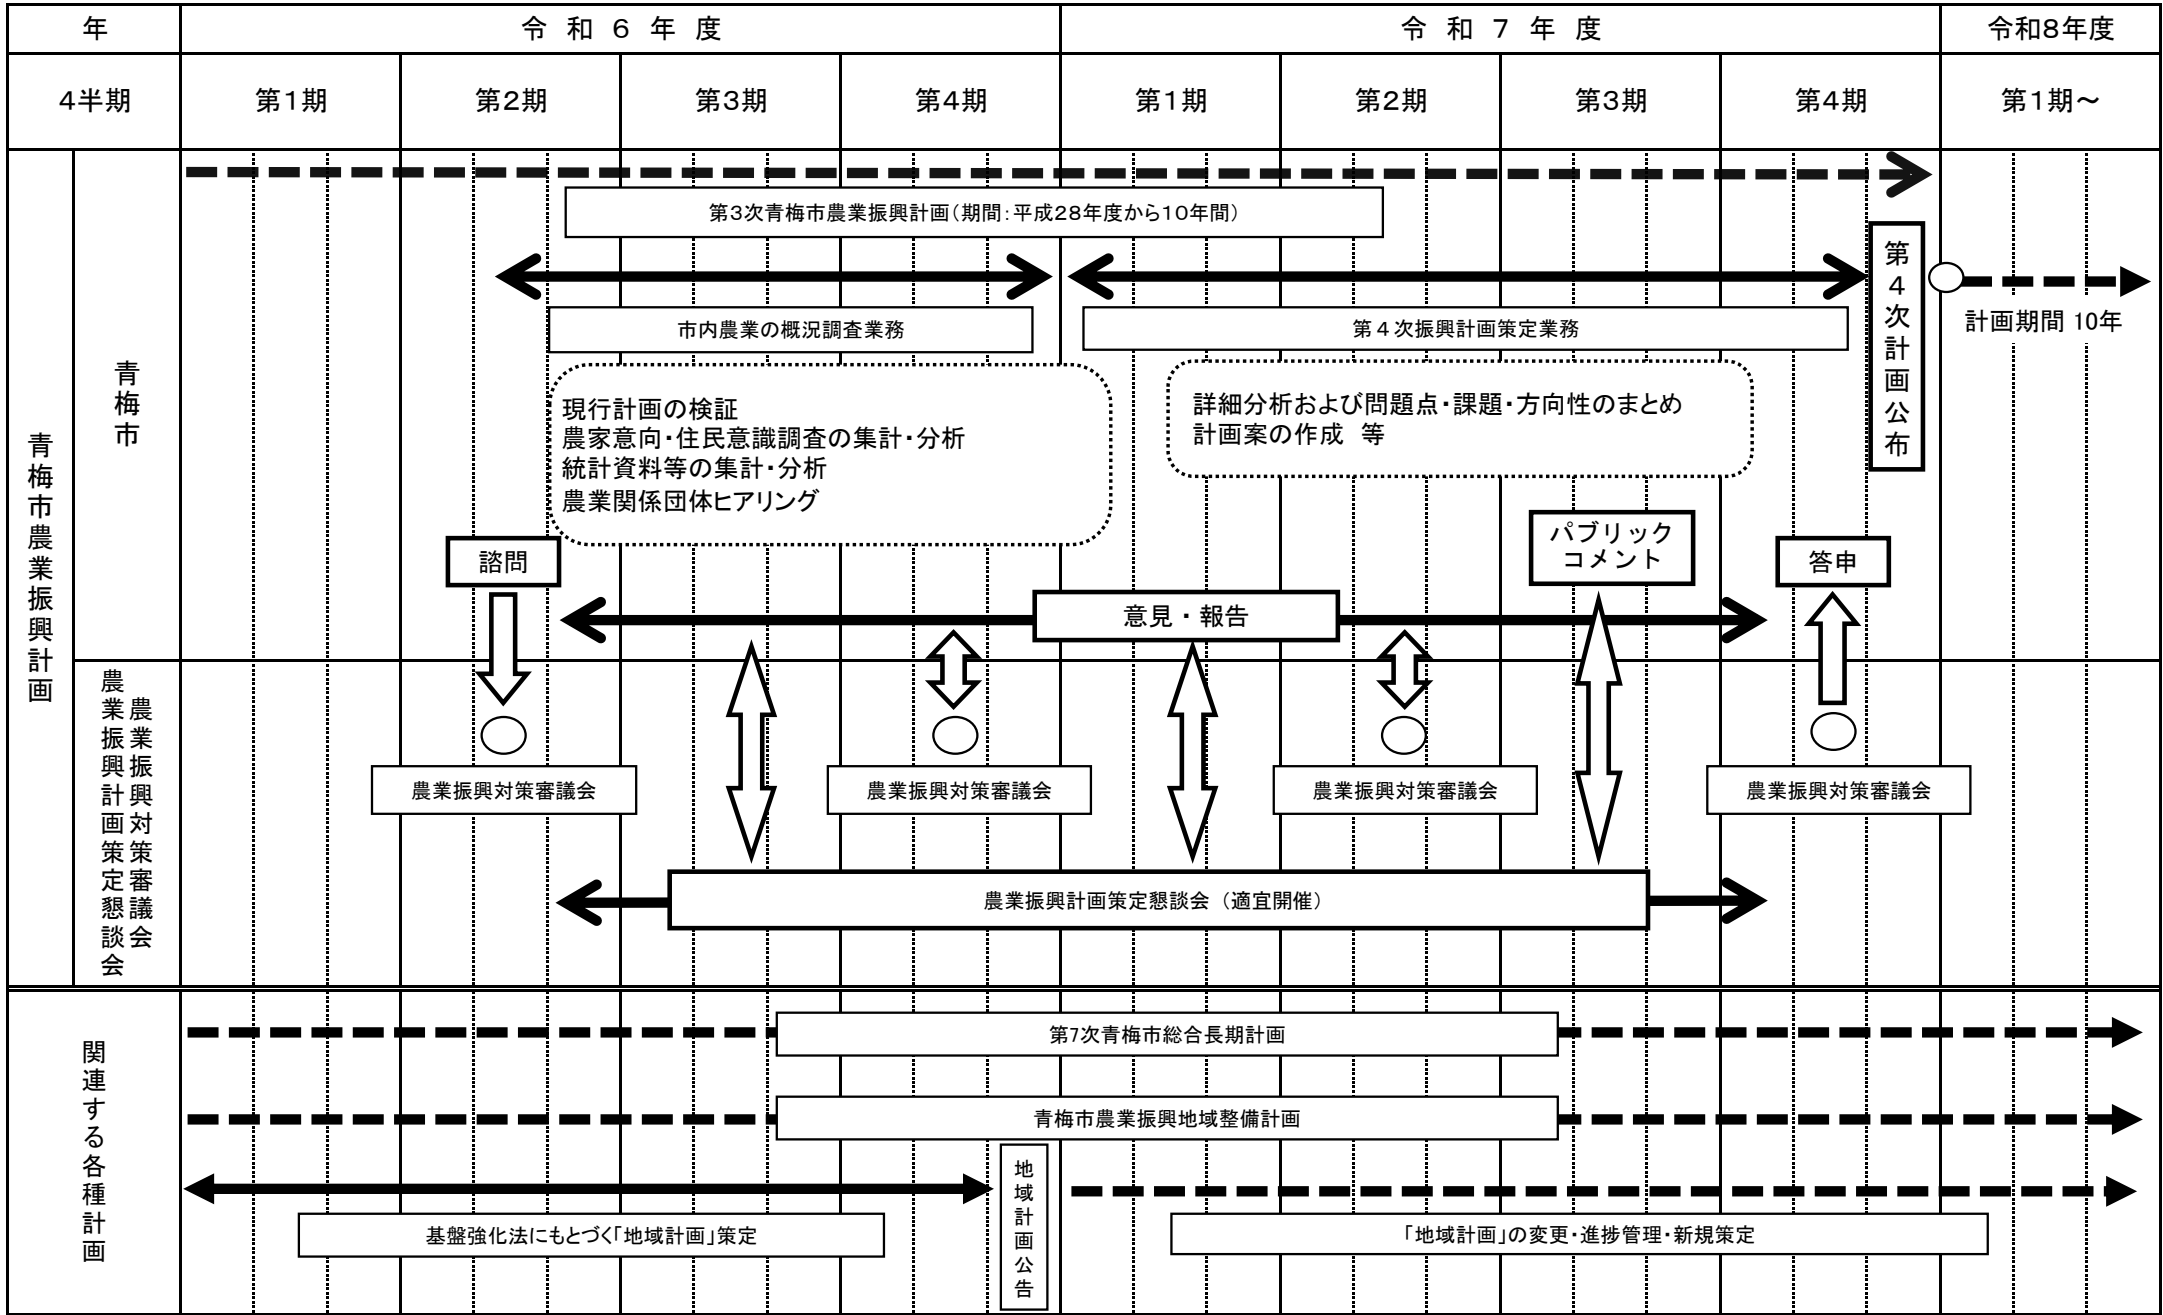 年
令 和 ６ 年 度
令 和 ７ 年 度
令和８年度
４半期
第１期
第２期
第３期
第４期
第１期
第２期
第３期
第４期
第１期～
青梅市農業振興計画
青梅市
第３次青梅市農業振興計画（期間：平成２８年度から１０年間）
市内農業の概況調査業務
第４次振興計画策定業務
第４次計画公布
計画期間 10年
現行計画の検証
農家意向・住民意識調査の集計・分析
統計資料等の集計・分析
農業関係団体ヒアリング
詳細分析および問題点・課題・方向性のまとめ
計画案の作成　等
諮問
パブリック
コメント
答申
意見・報告
農業振興対策審議会
農業振興計画策定懇談会
農業振興対策審議会
農業振興対策審議会
農業振興対策審議会
農業振興対策審議会
農業振興計画策定懇談会（適宜開催）
関連する各種計画
第7次青梅市総合長期計画
青梅市農業振興地域整備計画
地域計画公告
基盤強化法にもとづく「地域計画」策定
「地域計画」の変更・進捗管理・新規策定